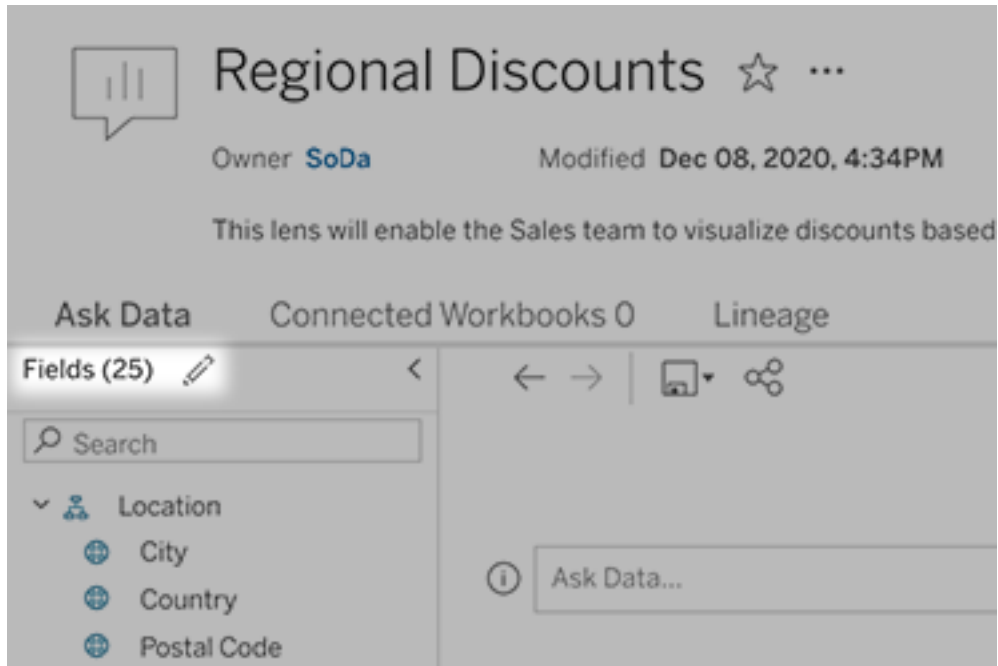 Regional Discounts
Owner SoDa Modified Dec 08, 2020, 4:34PM
This lens will enable the Sales team to visualize discounts based
Ask Data Connected Workbooks 0 Lineage
Fields (25)
Search
Location
City
Ask Data...
Country
Postal Code